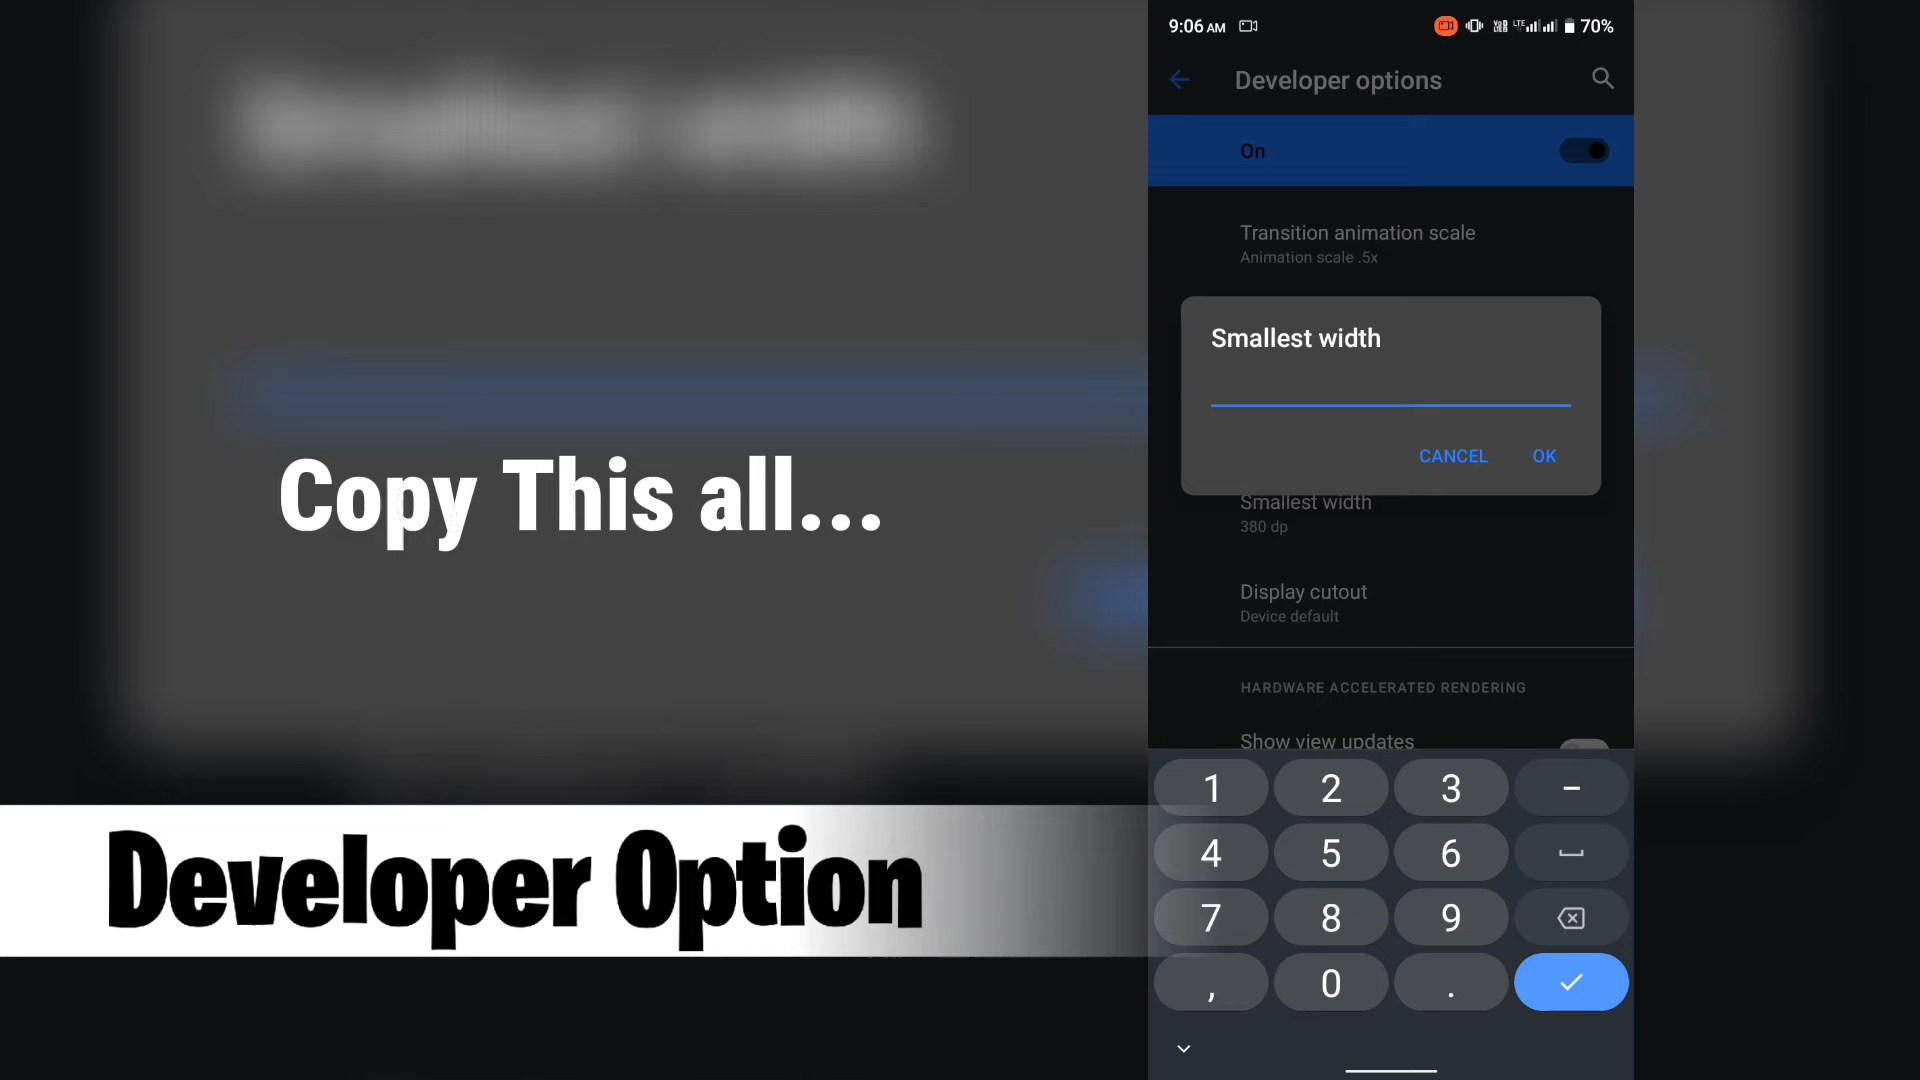 Copy This all...
Developer Option
9:06 AM
LTE
70%
Developer options
On
Transition animation scale
Animation scale .5x
Smallest width
CANCEL OK
Smallest width
380 dp
Display cutout
Device default
HARDWARE ACCELERATED RENDERING
Show view updates
1 2 3 –
4 5 6
7 8 9
, 0 .